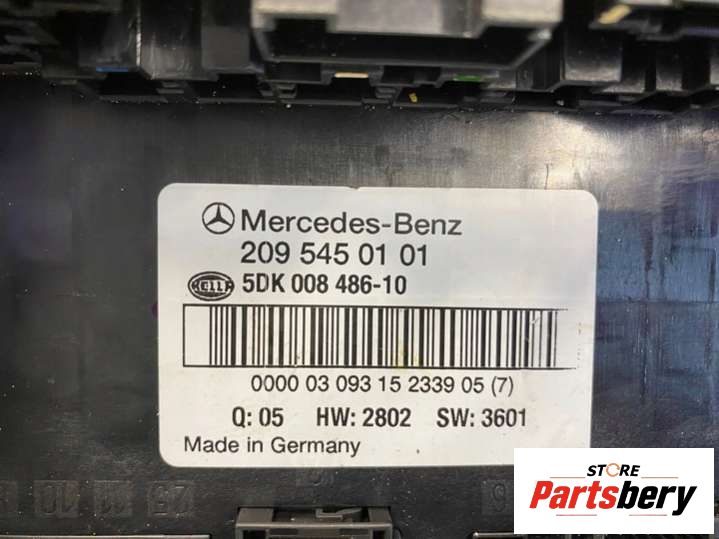 Mercedes-Benz
209 545 01 01
HELLA 5DK 008 486-10
0000 03 093 15 2339 05 (7)
Q: 05 HW: 2802 SW: 3601
Made in Germany
STORE
Partsbery